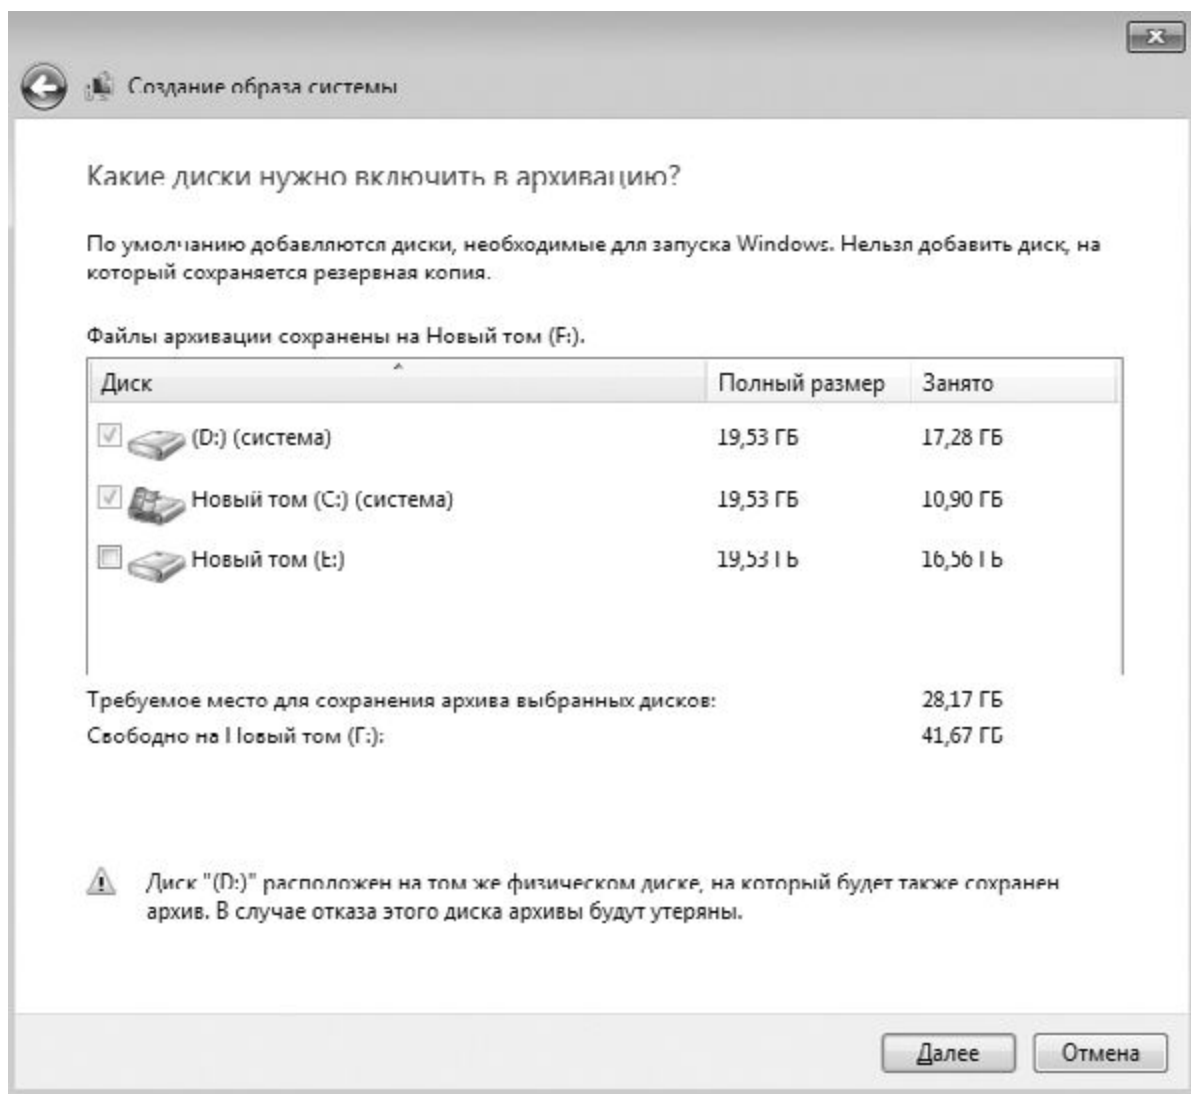 Создание образа системы
Какие диски нужно включить в архивацию?
По умолчанию добавляются диски, необходимые для запуска Windows. Нельзя добавить диск, на
который сохраняется резервная копия.
Файлы архивации сохранены на Новый том (F:).
Диск Полный размер Занято
(D:) (система) 19,53 ГБ 17,28 ГБ
Новый том (C:) (система) 19,53 ГБ 10,90 ГБ
Новый том (E:) 19,53 ГБ 16,56 ГБ
Требуемое место для сохранения архива выбранных дисков: 28,17 ГБ
Свободно на Новый том (F:): 41,67 ГБ
Диск "(D:)" расположен на том же физическом диске, на который будет также сохранен
архив. В случае отказа этого диска архивы будут утеряны.
Далее Отмена